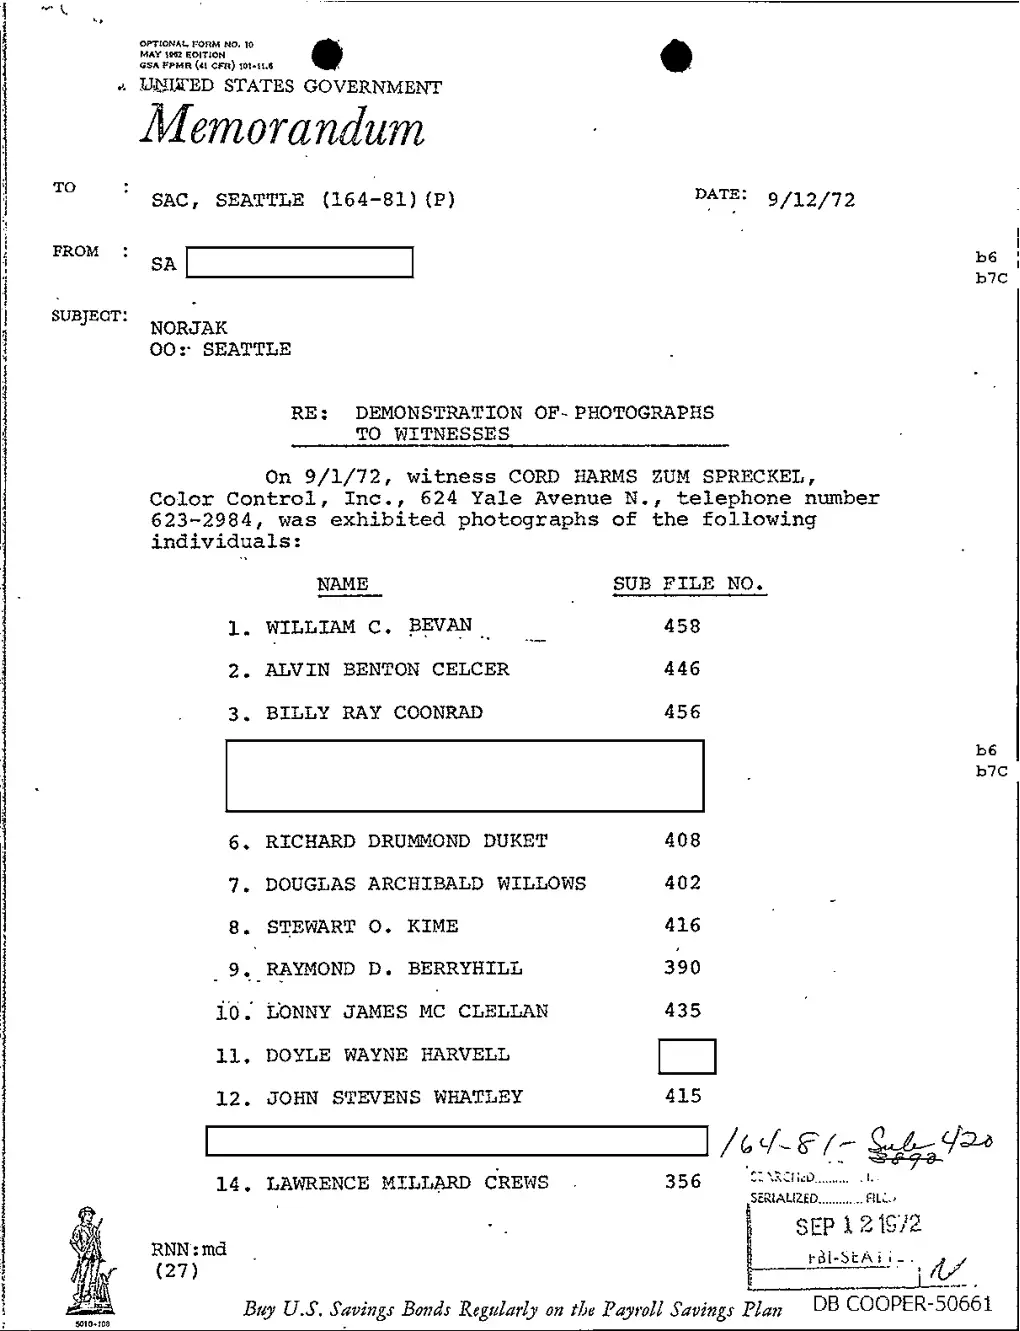 OPTIONAL FORM NO. 10
MAY 1962 EDITION
GSA FPMR (41 CFR) 101-11.6
UNITED STATES GOVERNMENT
Memorandum
TO : SAC, SEATTLE (164-81)(P) DATE: 9/12/72
FROM : SA b6
b7C
SUBJECT: NORJAK
OO: SEATTLE
RE: DEMONSTRATION OF PHOTOGRAPHS
TO WITNESSES
On 9/1/72, witness CORD HARMS ZUM SPRECKEL,
Color Control, Inc., 624 Yale Avenue N., telephone number
623-2984, was exhibited photographs of the following
individuals:
NAME SUB FILE NO.
1. WILLIAM C. BEVAN 458
2. ALVIN BENTON CELCER 446
3. BILLY RAY COONRAD 456
b6
b7C
6. RICHARD DRUMMOND DUKET 408
7. DOUGLAS ARCHIBALD WILLOWS 402
8. STEWART O. KIME 416
9. RAYMOND D. BERRYHILL 390
10. LONNY JAMES MC CLELLAN 435
11. DOYLE WAYNE HARVELL
12. JOHN STEVENS WHATLEY 415
164-81- Sub 420
3890
14. LAWRENCE MILLARD CREWS 356
SEARCHED
SERIALIZED FILED
SEP 12 1972
FBI-SEATTLE
RNN:md
(27)
N
5010-108
Buy U.S. Savings Bonds Regularly on the Payroll Savings Plan
DB COOPER-50661